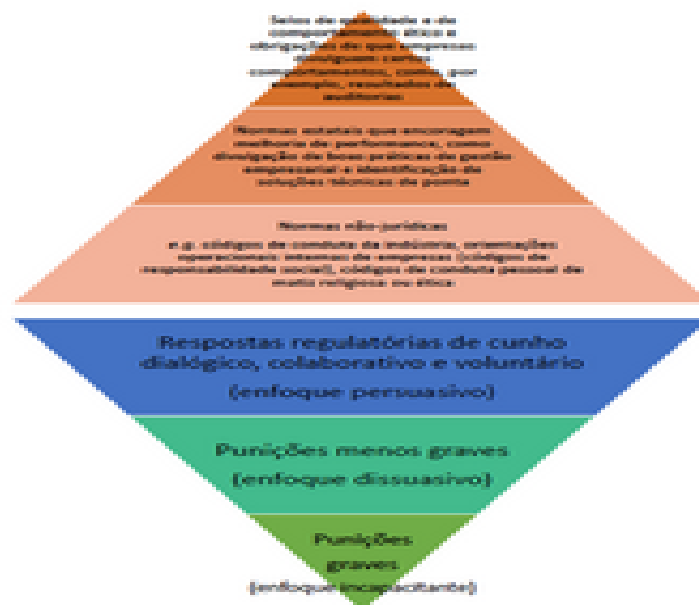 Selos de qualidade e de
comportamento ético e
obrigações de que empresas
divulguem certos
comportamentos, como, por
exemplo, resultados de
auditorias
Normas estatais que encorajem
melhoria de performance, como
divulgação de boas práticas de gestão
empresarial e identificação de
soluções técnicas de ponta
Normas não-jurídicas
e.g. códigos de conduta da indústria, orientações
operacionais internas de empresas (códigos de
responsabilidade social), códigos de conduta pessoal de
matiz religiosa ou ética
Respostas regulatórias de cunho
dialógico, colaborativo e voluntário
(enfoque persuasivo)
Punições menos graves
(enfoque dissuasivo)
Punições
graves
(enfoque incapacitante)